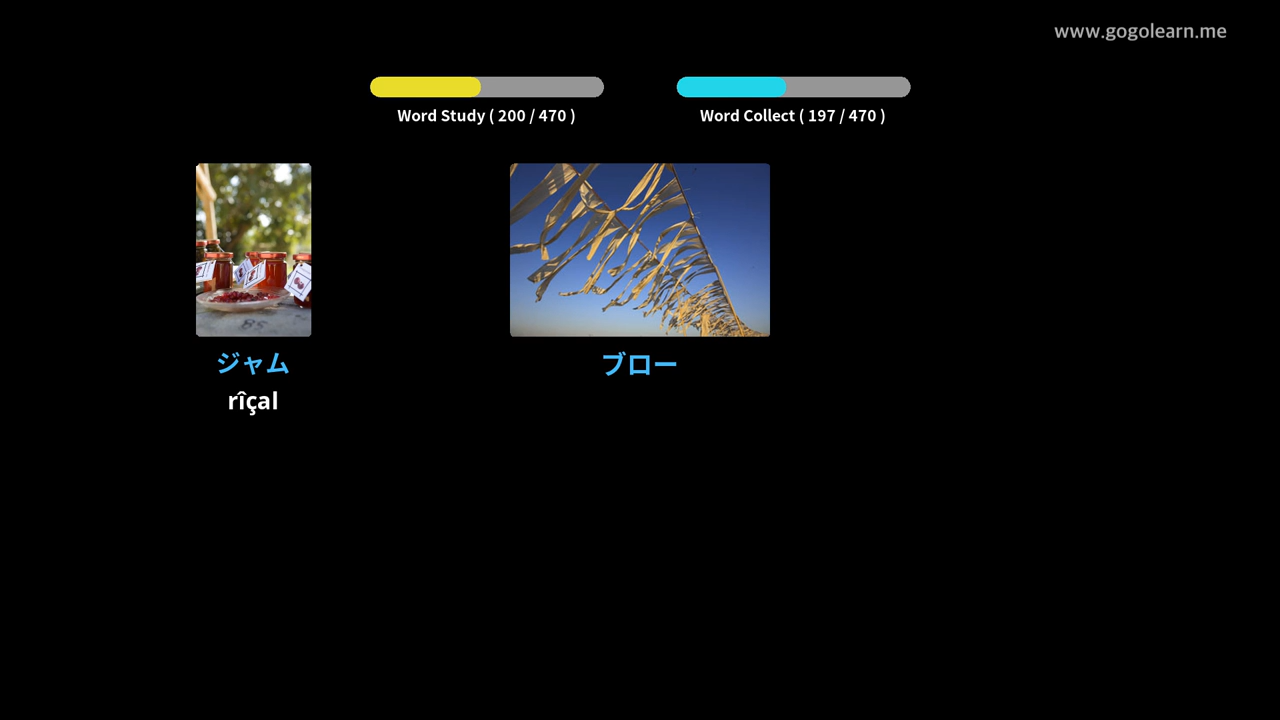 www.gogolearn.me
Word Study ( 200 / 470 )
Word Collect ( 197 / 470 )
ジャム
rîçal
ブロー